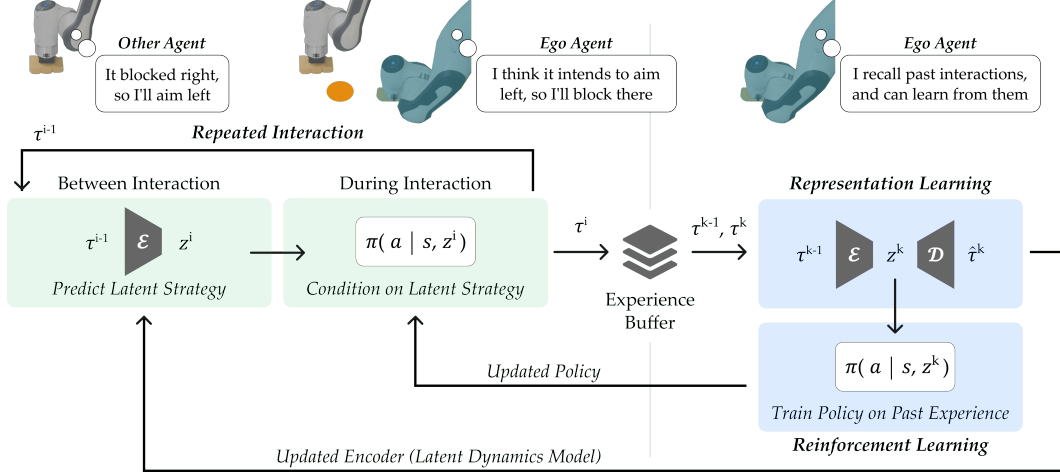 Other Agent
It blocked right,
so I'll aim left
Ego Agent
I think it intends to aim
left, so I'll block there
Ego Agent
I recall past interactions,
and can learn from them
τ^{i-1}
Repeated Interaction
Between Interaction
τ^{i-1} ℰ z^i
Predict Latent Strategy
During Interaction
π( a | s, z^i )
Condition on Latent Strategy
τ^i
Experience
Buffer
τ^{k-1}, τ^k
Representation Learning
τ^{k-1} ℰ z^k 𝒟 τ̂^k
π( a | s, z^k )
Train Policy on Past Experience
Reinforcement Learning
Updated Policy
Updated Encoder (Latent Dynamics Model)